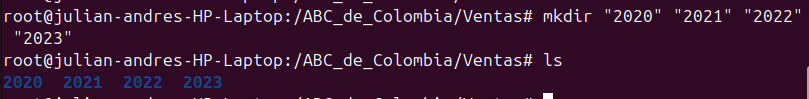 root@julian-andres-HP-Laptop:/ABC_de_Colombia/Ventas# mkdir "2020" "2021" "2022"
"2023"
root@julian-andres-HP-Laptop:/ABC_de_Colombia/Ventas# ls
2020 2021 2022 2023